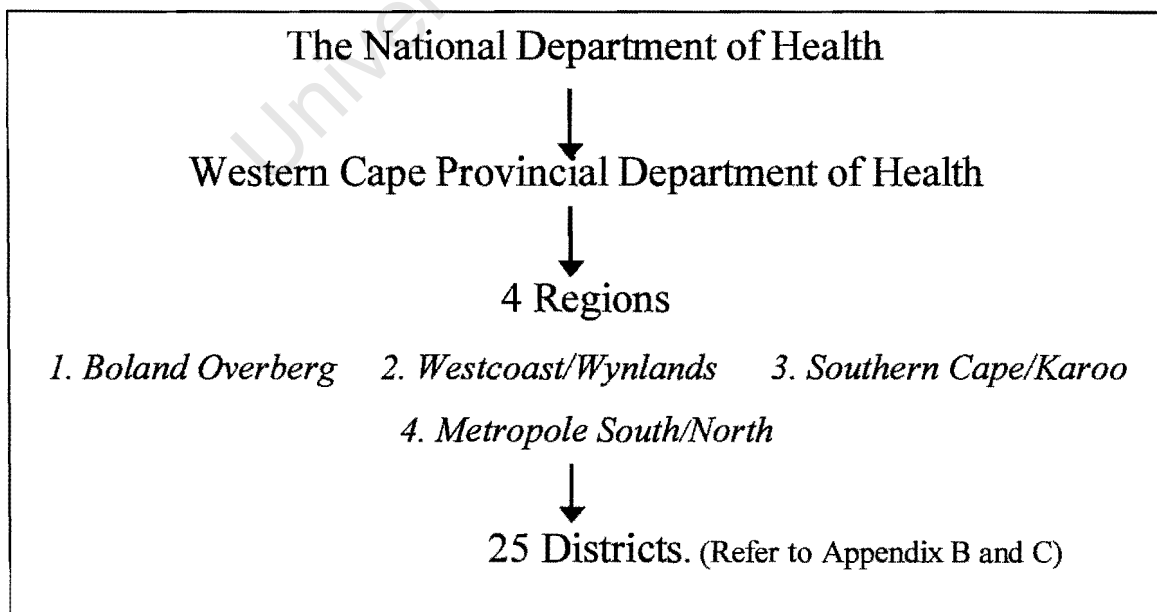 The National Department of Health
Western Cape Provincial Department of Health
4 Regions
1. Boland Overberg 2. Westcoast/Wynlands 3. Southern Cape/Karoo
4. Metropole South/North
25 Districts. (Refer to Appendix B and C)